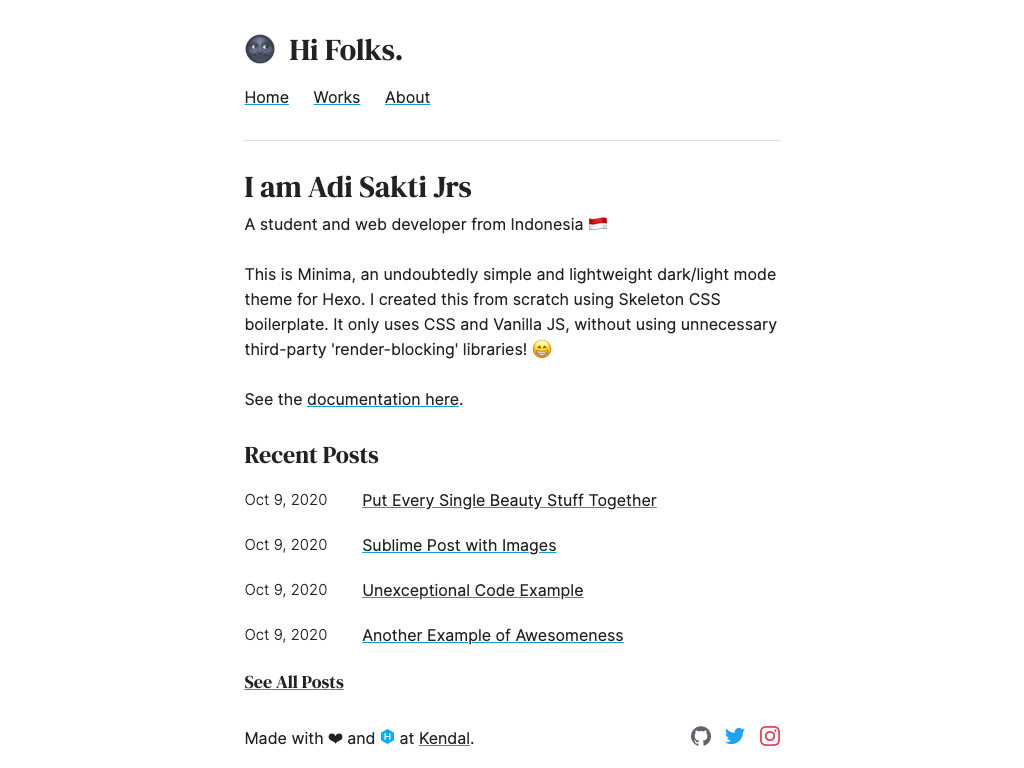 🌚 Hi Folks.
Home Works About
I am Adi Sakti Jrs
A student and web developer from Indonesia 🇮🇩
This is Minima, an undoubtedly simple and lightweight dark/light mode
theme for Hexo. I created this from scratch using Skeleton CSS
boilerplate. It only uses CSS and Vanilla JS, without using unnecessary
third-party 'render-blocking' libraries! 😁
See the documentation here.
Recent Posts
Oct 9, 2020 Put Every Single Beauty Stuff Together
Oct 9, 2020 Sublime Post with Images
Oct 9, 2020 Unexceptional Code Example
Oct 9, 2020 Another Example of Awesomeness
See All Posts
Made with ❤ and H at Kendal.